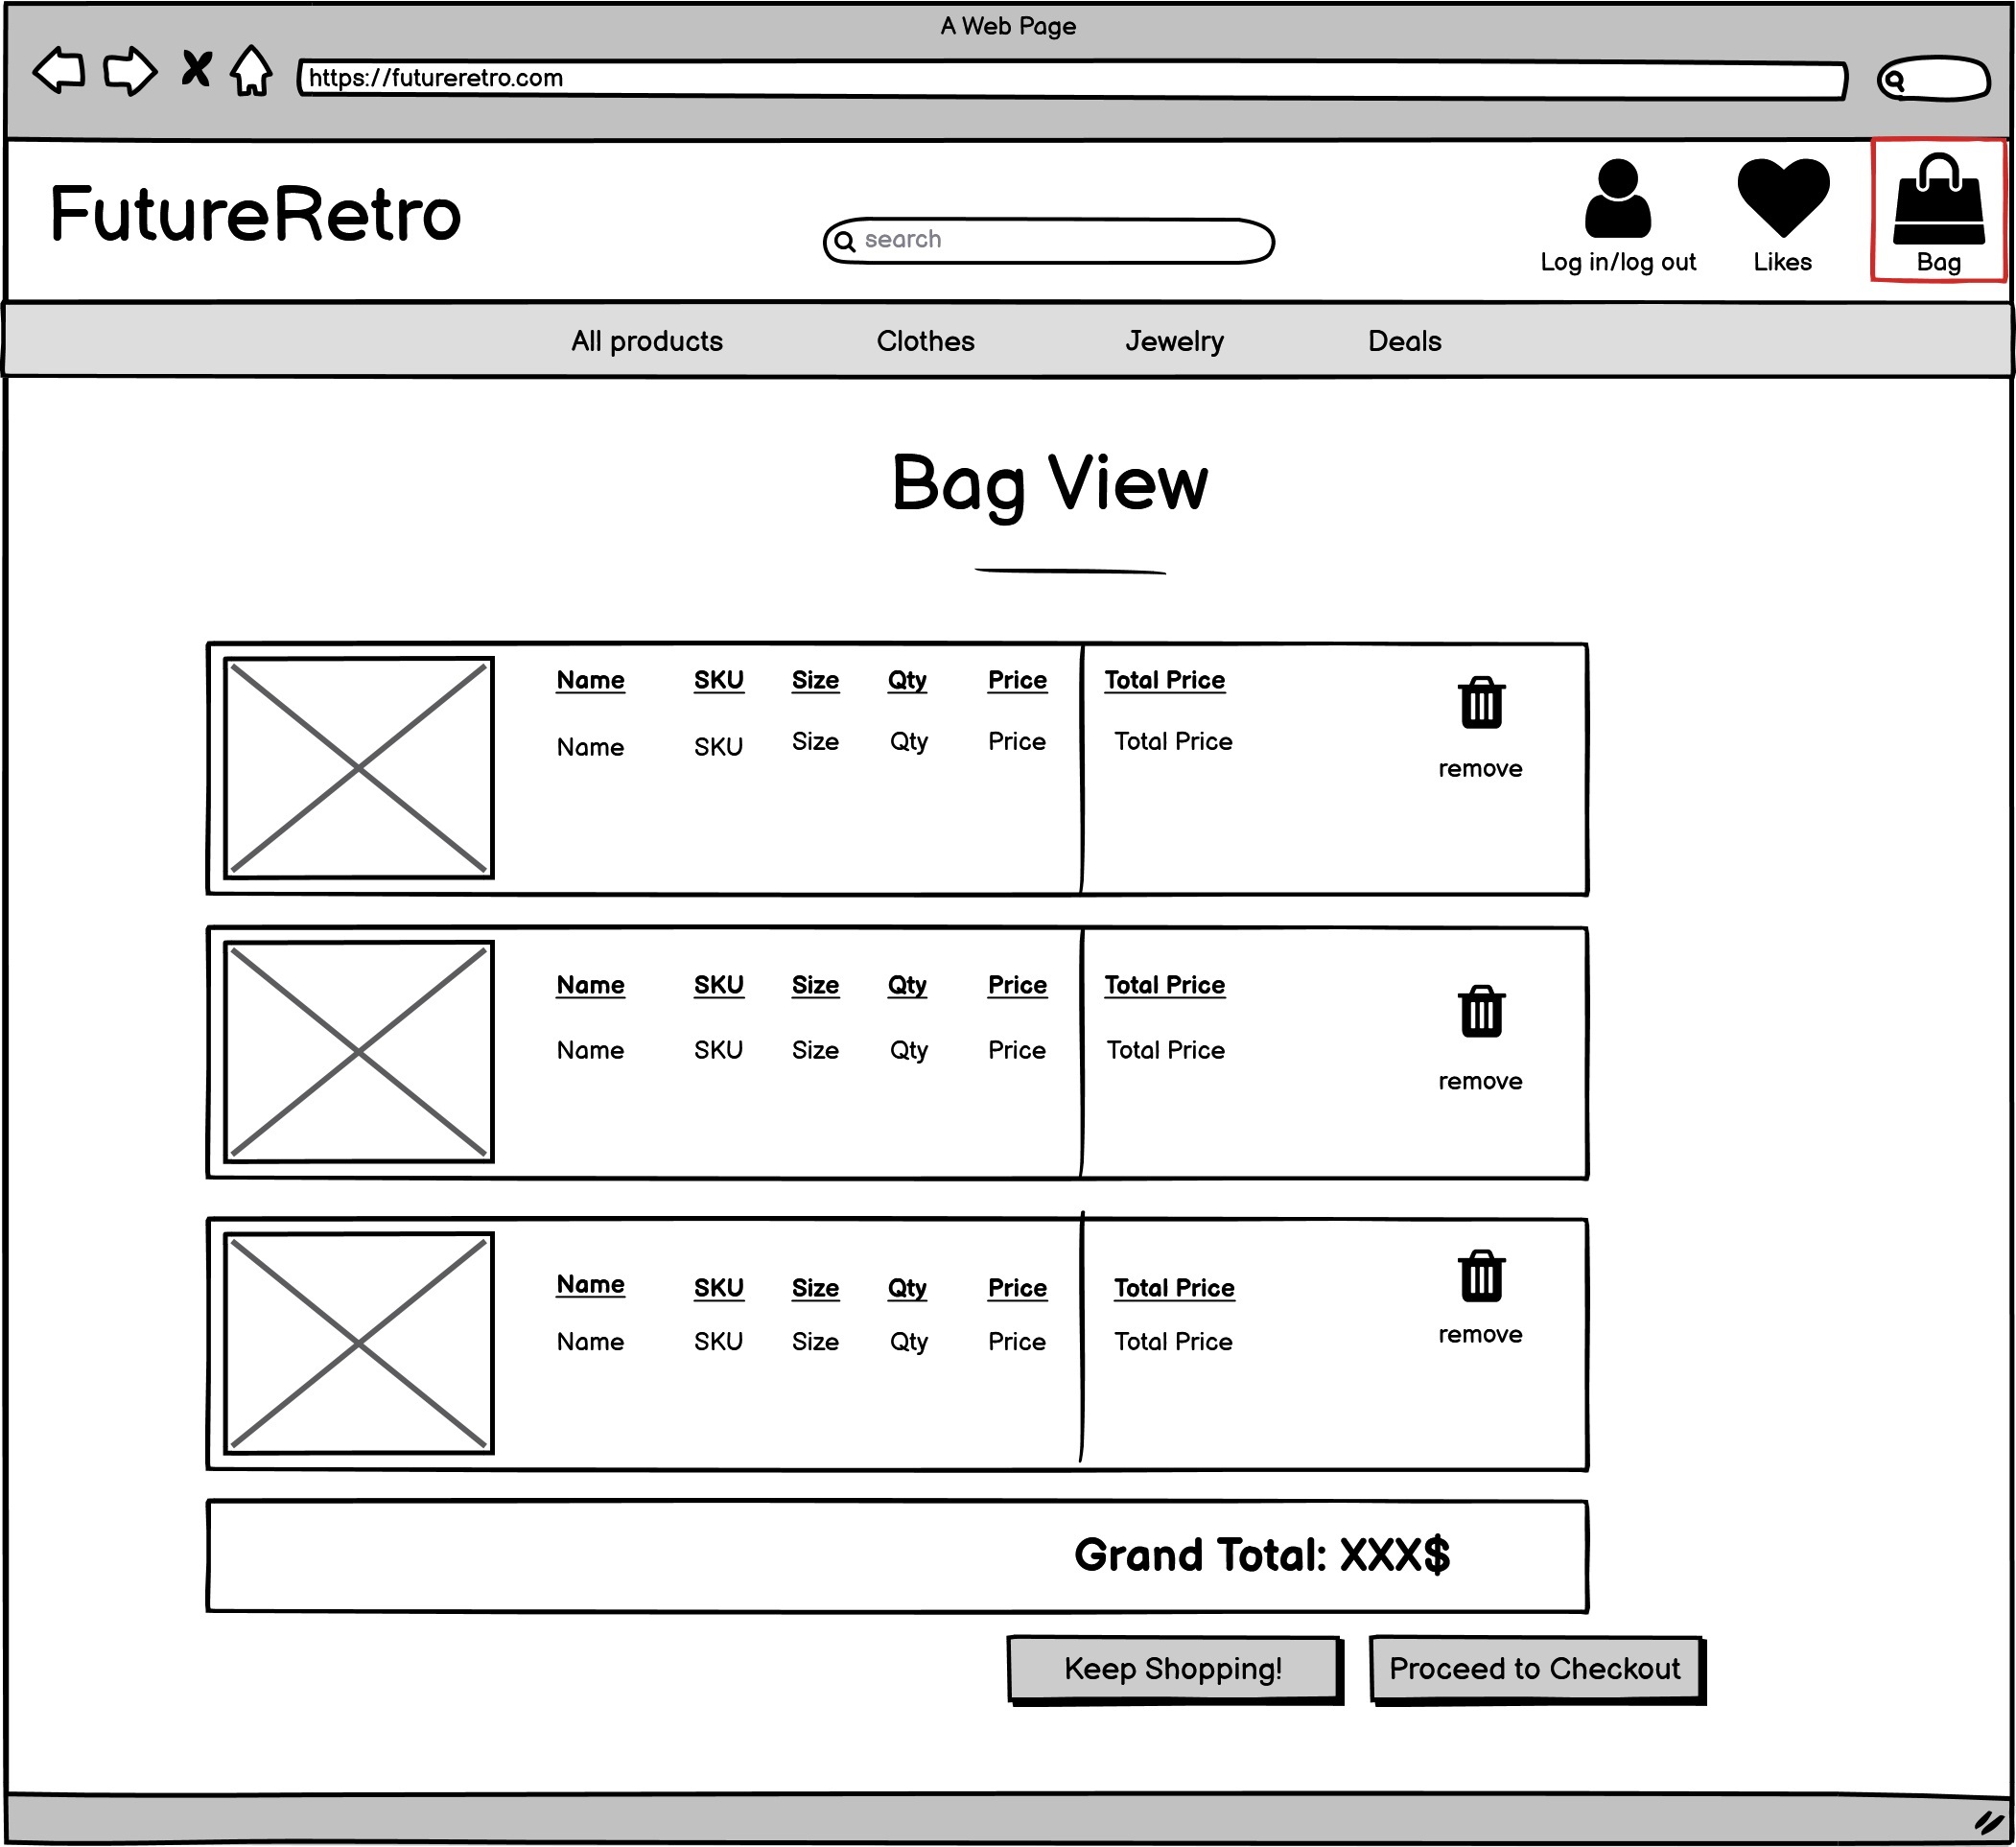 A Web Page
https://futureretro.com
FutureRetro
search
Log in/log out Likes Bag
All products Clothes Jewelry Deals
Bag View
Name SKU Size Qty Price Total Price
Name SKU Size Qty Price Total Price
remove
Name SKU Size Qty Price Total Price
Name SKU Size Qty Price Total Price
remove
Name SKU Size Qty Price Total Price
Name SKU Size Qty Price Total Price
remove
Grand Total: XXX$
Keep Shopping! Proceed to Checkout